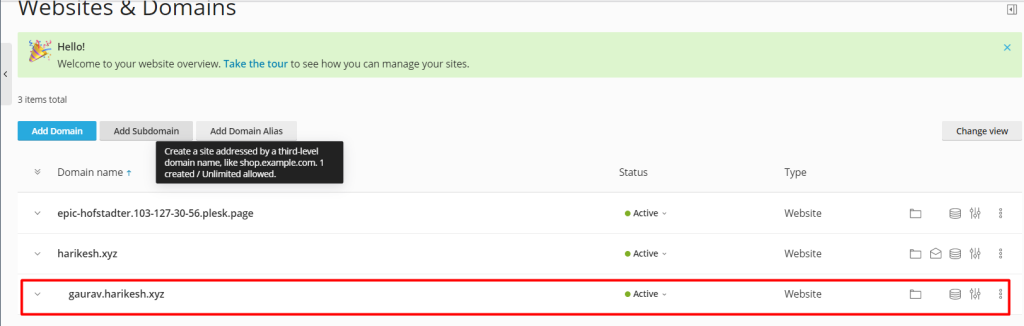 Websites & Domains
Hello!
Welcome to your website overview. Take the tour to see how you can manage your sites.
3 items total
Add Domain Add Subdomain Add Domain Alias Change view
Create a site addressed by a third-level
domain name, like shop.example.com. 1
created / Unlimited allowed.
Domain name ↑ Status Type
epic-hofstadter.103-127-30-56.plesk.page Active Website
harikesh.xyz Active Website
gaurav.harikesh.xyz Active Website